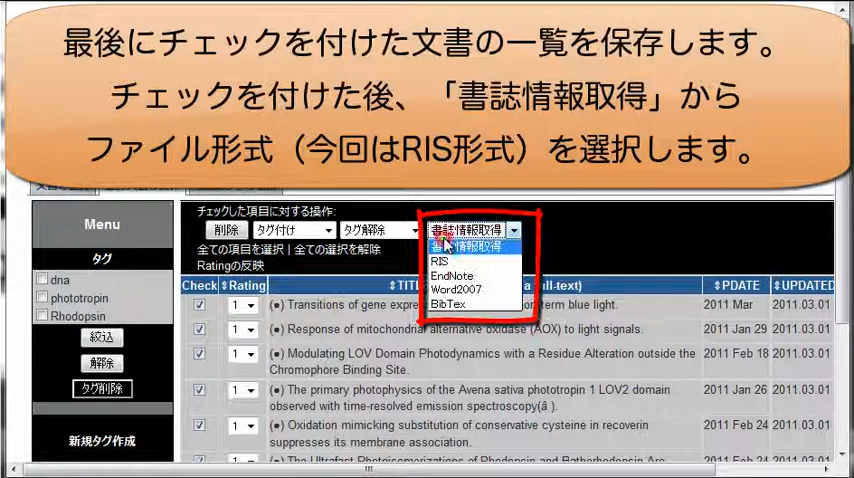 最後にチェックを付けた文書の一覧を保存します。
チェックを付けた後、「書誌情報取得」から
ファイル形式（今回はRIS形式）を選択します。
Menu
タグ
dna
phototropin
Rhodopsin
絞込
解除
タグ削除
新規タグ作成
チェックした項目に対する操作:
削除 タグ付け タグ解除 書誌情報取得
書誌情報取得
RIS
EndNote
Word2007
BibTex
全ての項目を選択 | 全ての選択を解除
Ratingの反映
Check ⇕Rating ⇕TITL ll-text) ⇕PDATE ⇕UPDATED
1 (●) Transitions of gene expre term blue light. 2011 Mar 2011.03.01
1 (●) Response of mitochondrial alternative oxidase (AOX) to light signals. 2011 Jan 29 2011.03.01
1 (●) Modulating LOV Domain Photodynamics with a Residue Alteration outside the Chromophore Binding Site. 2011 Feb 18 2011.03.01
1 (●) The primary photophysics of the Avena sativa phototropin 1 LOV2 domain observed with time-resolved emission spectroscopy(â ). 2011 Jan 26 2011.03.01
1 (●) Oxidation mimicking substitution of conservative cysteine in recoverin suppresses its membrane association. 2011 Feb 24 2011.03.01